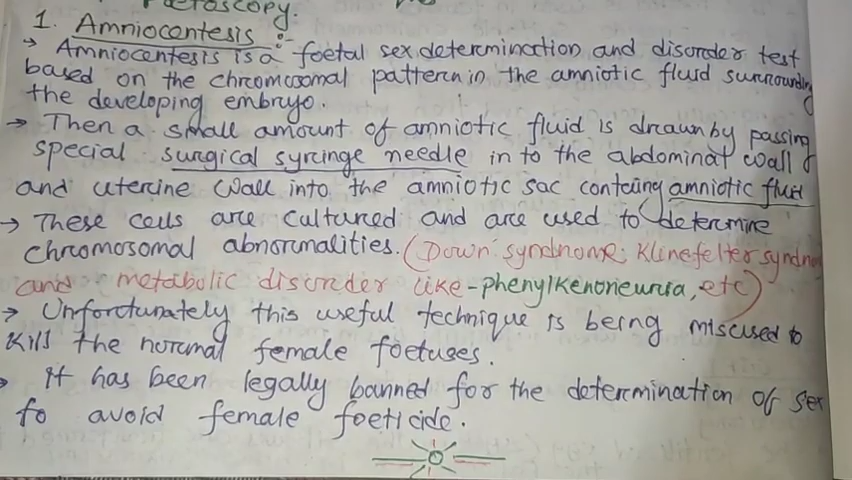 Foetoscopy.
1. Amniocentesis :-
→ Amniocentesis is a foetal sex determination and disorder test
based on the chromosomal pattern in the amniotic fluid surrounding
the developing embryo.
→ Then a small amount of amniotic fluid is drawn by passing
special surgical syringe needle in to the abdominal wall &
and uterine wall into the amniotic sac containg amniotic fluid
→ These cells are cultured and are used to determine
chromosomal abnormalities. (Down syndnome, Klinefelter syndnom
and metabolic disorder like - phenylkenoneuria, etc)
→ Unfortunately this useful technique is being misused to
kill the normal female foetuses.
→ It has been legally banned for the determination of sex
to avoid female foeticide.